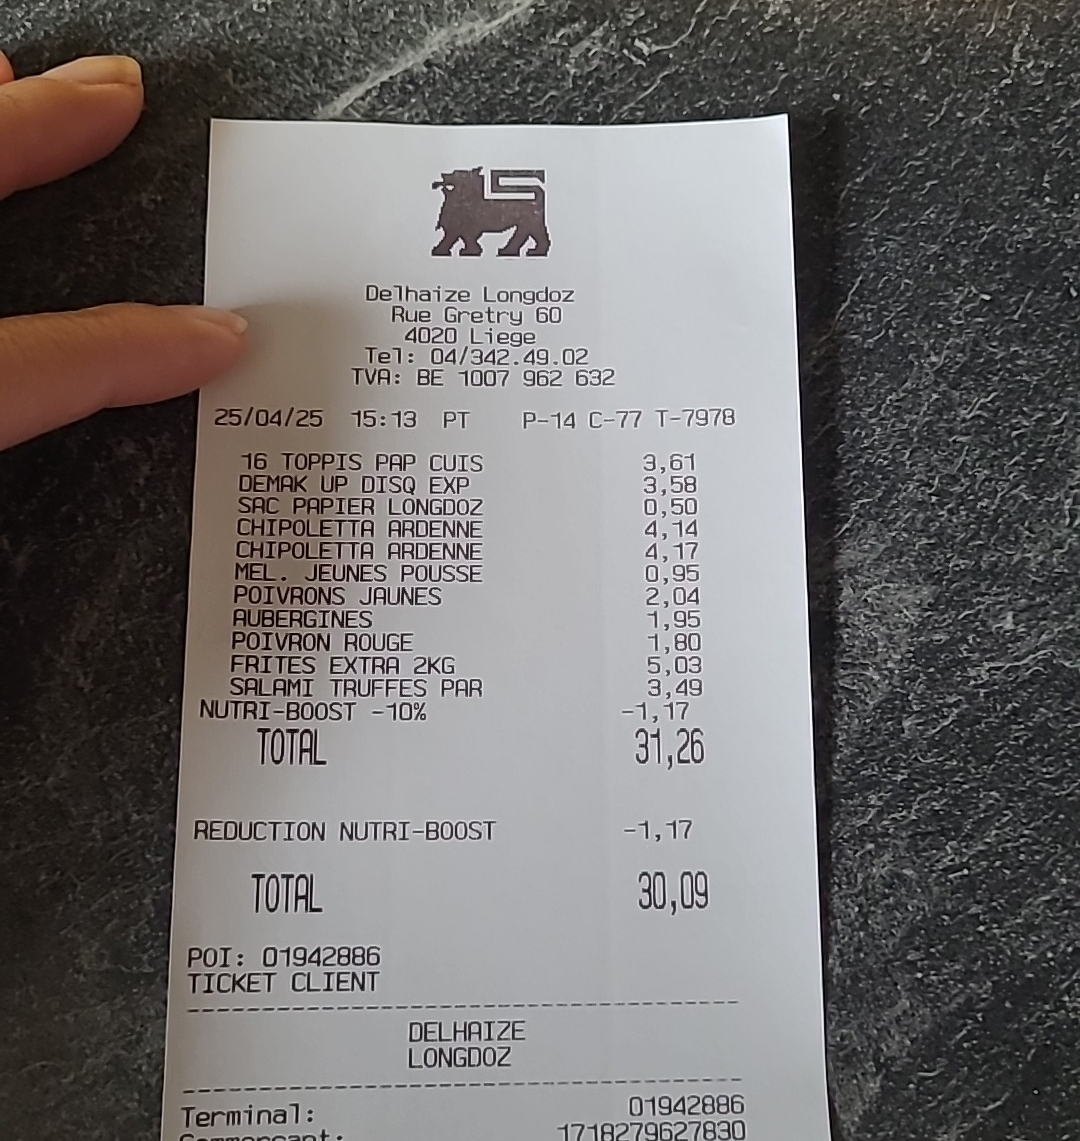 Delhaize Longdoz
Rue Gretry 60
4020 Liege
Tel: 04/342.49.02
TVA: BE 1007 962 632
25/04/25 15:13 PT P-14 C-77 T-7978
16 TOPPIS PAP CUIS 3,61
DEMAK UP DISQ EXP 3,58
SAC PAPIER LONGDOZ 0,50
CHIPOLETTA ARDENNE 4,14
CHIPOLETTA ARDENNE 4,17
MEL. JEUNES POUSSE 0,95
POIVRONS JAUNES 2,04
AUBERGINES 1,95
POIVRON ROUGE 1,80
FRITES EXTRA 2KG 5,03
SALAMI TRUFFES PAR 3,49
NUTRI-BOOST -10% -1,17
TOTAL 31,26
REDUCTION NUTRI-BOOST -1,17
TOTAL 30,09
POI: 01942886
TICKET CLIENT
DELHAIZE
LONGDOZ
Terminal: 01942886
Commerçant: 1718279627830